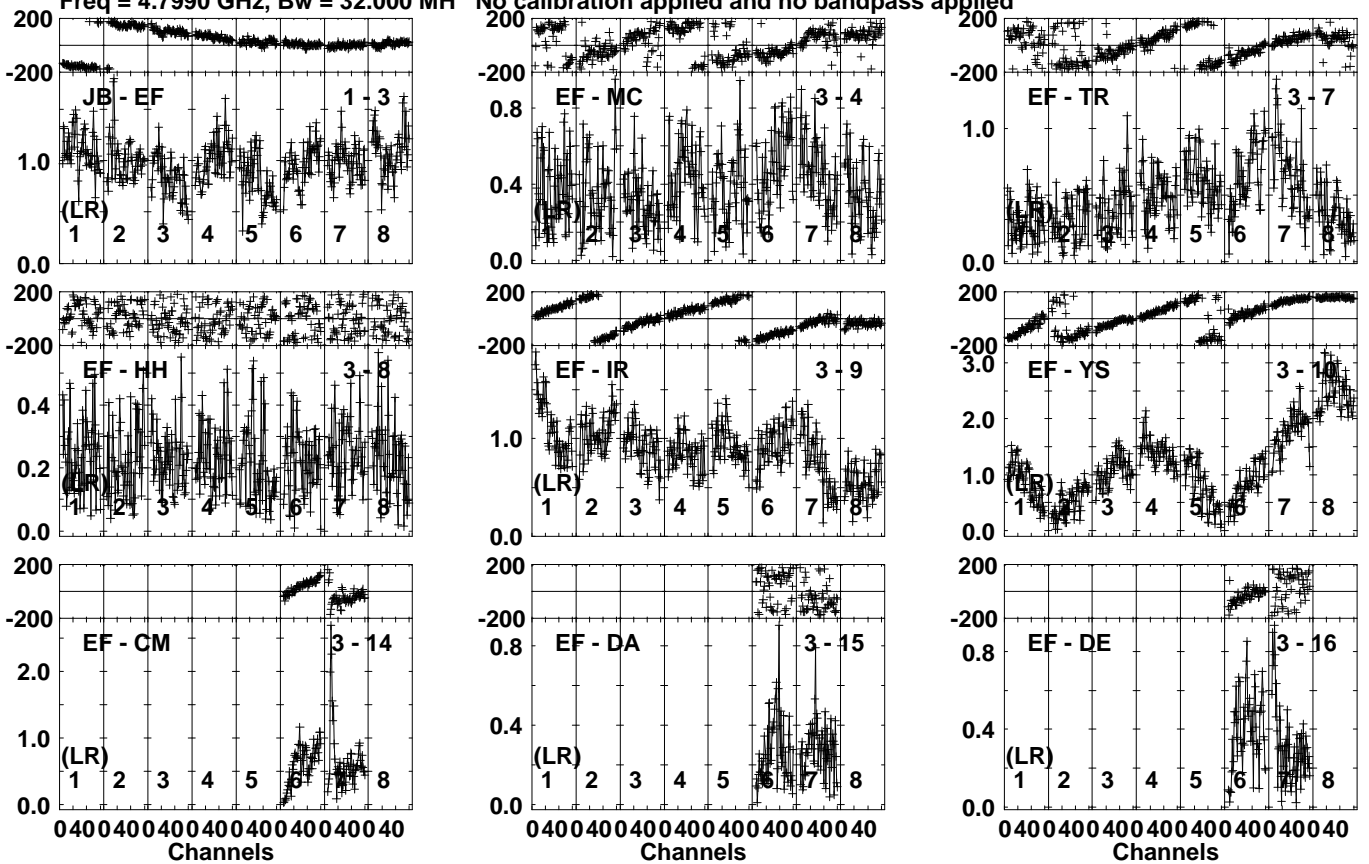 Freq = 4.7990 GHz, Bw = 32.000 MH No calibration applied and no bandpass applied
200
-200
JB - EF 1 - 3
1.0
0.0
(LR)
1 2 3 4 5 6 7 8
200
-200
EF - MC 3 - 4
0.8
0.4
0.0
(LR)
1 2 3 4 5 6 7 8
200
-200
EF - TR 3 - 7
1.0
0.0
(LR)
1 2 3 4 5 6 7 8
200
-200
EF - HH 3 - 8
0.4
0.2
0.0
(LR)
1 2 3 4 5 6 7 8
200
-200
EF - IR 3 - 9
1.0
0.0
(LR)
1 2 3 4 5 6 7 8
200
-200
EF - YS 3 - 10
3.0
2.0
1.0
0.0
(LR)
1 2 3 4 5 6 7 8
200
-200
EF - CM 3 - 14
2.0
1.0
0.0
(LR)
1 2 3 4 5 6 7 8
0 40 0 40 0 40 0 40 0 40 0 40 0 40 0 40
Channels
200
-200
EF - DA 3 - 15
0.8
0.4
0.0
(LR)
1 2 3 4 5 6 7 8
0 40 0 40 0 40 0 40 0 40 0 40 0 40 0 40
Channels
200
-200
EF - DE 3 - 16
0.8
0.4
0.0
(LR)
1 2 3 4 5 6 7 8
0 40 0 40 0 40 0 40 0 40 0 40 0 40 0 40
Channels